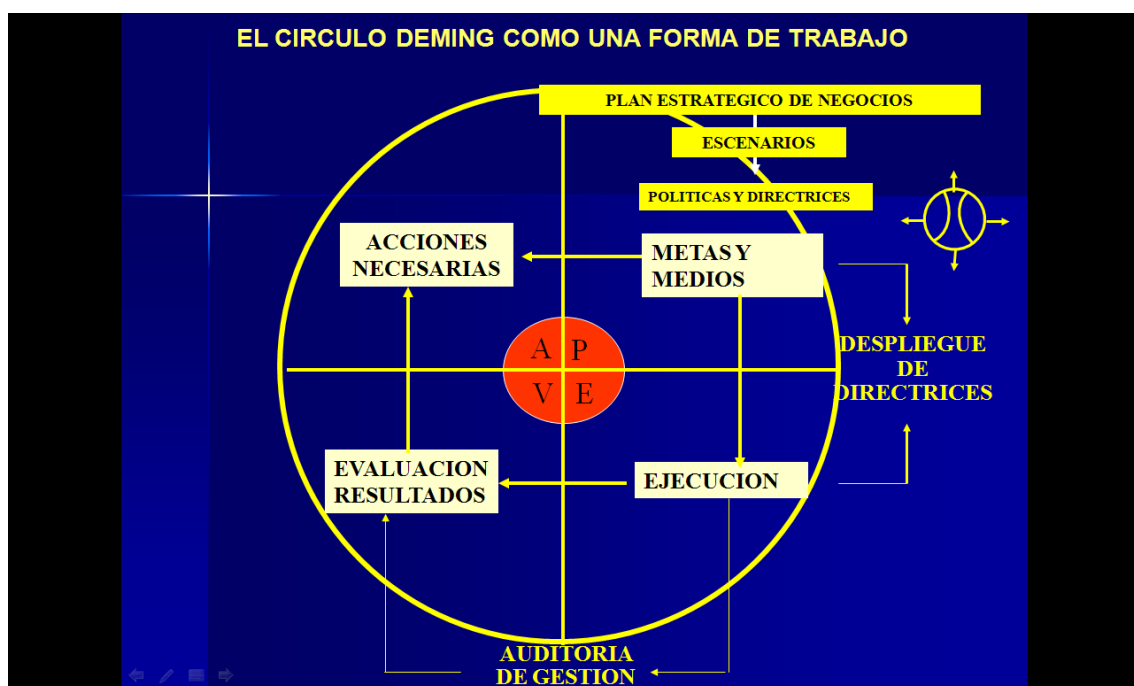 EL CIRCULO DEMING COMO UNA FORMA DE TRABAJO
PLAN ESTRATEGICO DE NEGOCIOS
ESCENARIOS
POLITICAS Y DIRECTRICES
ACCIONES
NECESARIAS
METAS Y
MEDIOS
A P
V E
DESPLIEGUE
DE
DIRECTRICES
EVALUACION
RESULTADOS
EJECUCION
AUDITORIA
DE GESTION